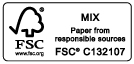 FSC
www.fsc.org
MIX
Paper from
responsible sources
FSC® C132107